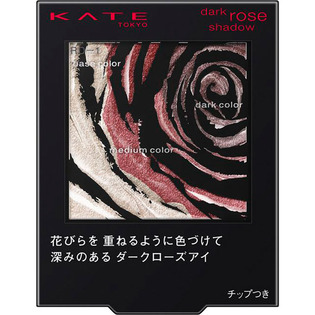 KATE
TOKYO
dark
rose
shadow
base color
dark color
medium color
花びらを 重ねるように色づけて
深みのある ダークローズアイ
チップつき